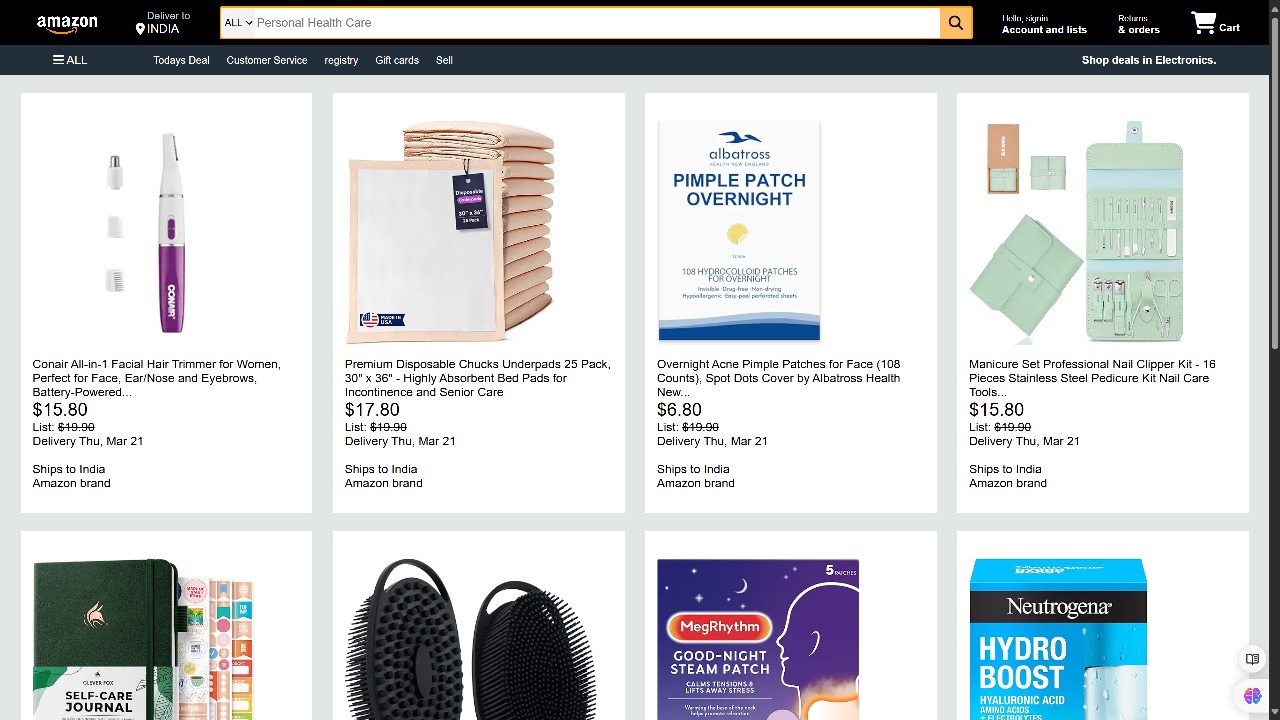 amazon
Deliver to
INDIA
ALL
Personal Health Care
Hello, signin
Account and lists
Returns
& orders
Cart
ALL
Todays Deal
Customer Service
registry
Gift cards
Sell
Shop deals in Electronics.
CONAIR
Conair All-in-1 Facial Hair Trimmer for Women,
Perfect for Face, Ear/Nose and Eyebrows,
Battery-Powered...
$15.80
List: $19.90
Delivery Thu, Mar 21
Ships to India
Amazon brand
Disposable
Underpads
30" x 36"
25 Pack
MADE IN
USA
Premium Disposable Chucks Underpads 25 Pack,
30" x 36" - Highly Absorbent Bed Pads for
Incontinence and Senior Care
$17.80
List: $19.90
Delivery Thu, Mar 21
Ships to India
Amazon brand
albatross
HEALTH NEW ENGLAND
PIMPLE PATCH
OVERNIGHT
12 mm
108 HYDROCOLLOID PATCHES
FOR OVERNIGHT
Invisible · Drug-free · Non-drying
Hypoallergenic · Easy-peel perforated sheets
Overnight Acne Pimple Patches for Face (108
Counts), Spot Dots Cover by Albatross Health
New...
$6.80
List: $19.90
Delivery Thu, Mar 21
Ships to India
Amazon brand
Manicure Set Professional Nail Clipper Kit - 16
Pieces Stainless Steel Pedicure Kit Nail Care
Tools...
$15.80
List: $19.90
Delivery Thu, Mar 21
Ships to India
Amazon brand
CLEVER FOX
SELF-CARE
JOURNAL
5 PATCHES
MegRhythm
GOOD-NIGHT
STEAM PATCH
CALMS TENSIONS &
LIFTS AWAY STRESS
Warming the base of the neck
helps promote relaxation
Neutrogena
HYDRO
BOOST
HYALURONIC ACID
AMINO ACIDS
+ ELECTROLYTES